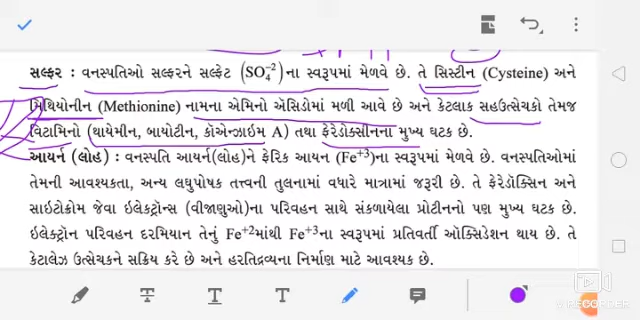 સલ્ફર : વનસ્પતિઓ સલ્ફરને સલ્ફેટ (SO₄⁻²)ના સ્વરૂપમાં મેળવે છે. તે સિસ્ટીન (Cysteine) અને
મિથિયોનીન (Methionine) નામના એમિનો ઍસિડોમાં મળી આવે છે અને કેટલાક સહઉત્સેચકો તેમજ
વિટામિનો (થાયેમીન, બાયોટીન, કૉએન્ઝાઇમ A) તથા ફેરેડોક્સીનના મુખ્ય ઘટક છે.
આયર્ન (લોહ) : વનસ્પતિ આયર્ન(લોહ)ને ફેરિક આયન (Fe⁺³)ના સ્વરૂપમાં મેળવે છે. વનસ્પતિઓમાં
તેમની આવશ્યકતા, અન્ય લઘુપોષક તત્ત્વની તુલનામાં વધારે માત્રામાં જરૂરી છે. તે ફેરેડૉક્સિન અને
સાઇટોક્રોમ જેવા ઇલેક્ટ્રૉન્સ (વીજાણુઓ)ના પરિવહન સાથે સંકળાયેલા પ્રોટીનનો પણ મુખ્ય ઘટક છે.
ઇલેક્ટ્રૉન પરિવહન દરમિયાન તેનું Fe⁺²માંથી Fe⁺³ના સ્વરૂપમાં પ્રતિવર્તી ઑક્સિડેશન થાય છે. તે
કેટાલેઝ ઉત્સેચકને સક્રિય કરે છે અને હરિતદ્રવ્યના નિર્માણ માટે આવશ્યક છે.